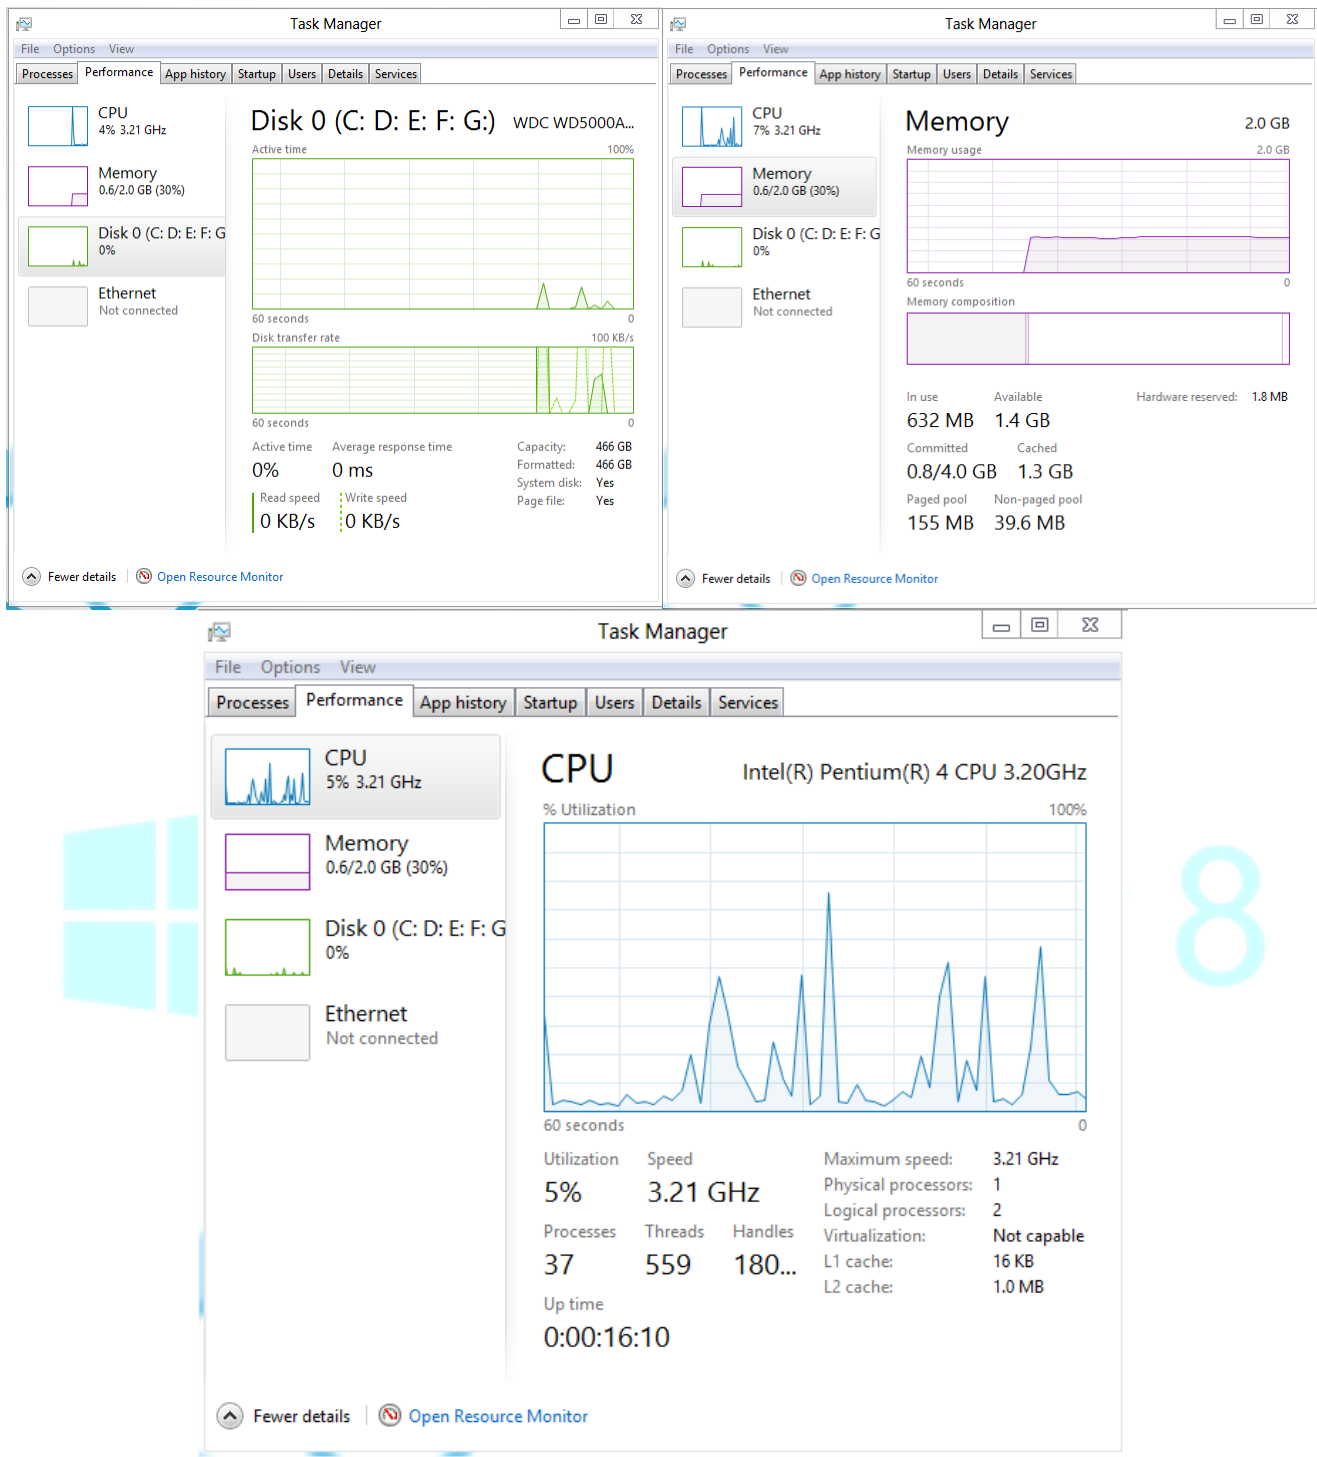 Task Manager
File Options View
Processes Performance App history Startup Users Details Services
CPU
4% 3.21 GHz
Memory
0.6/2.0 GB (30%)
Disk 0 (C: D: E: F: G
0%
Ethernet
Not connected
Disk 0 (C: D: E: F: G:) WDC WD5000A...
Active time 100%
60 seconds 0
Disk transfer rate 100 KB/s
60 seconds 0
Active time Average response time
0% 0 ms
Read speed Write speed
0 KB/s 0 KB/s
Capacity: 466 GB
Formatted: 466 GB
System disk: Yes
Page file: Yes
Fewer details Open Resource Monitor
Task Manager
File Options View
Processes Performance App history Startup Users Details Services
CPU
7% 3.21 GHz
Memory
0.6/2.0 GB (30%)
Disk 0 (C: D: E: F: G
0%
Ethernet
Not connected
Memory 2.0 GB
Memory usage 2.0 GB
60 seconds 0
Memory composition
In use Available Hardware reserved: 1.8 MB
632 MB 1.4 GB
Committed Cached
0.8/4.0 GB 1.3 GB
Paged pool Non-paged pool
155 MB 39.6 MB
Fewer details Open Resource Monitor
Task Manager
File Options View
Processes Performance App history Startup Users Details Services
CPU
5% 3.21 GHz
Memory
0.6/2.0 GB (30%)
Disk 0 (C: D: E: F: G
0%
Ethernet
Not connected
CPU Intel(R) Pentium(R) 4 CPU 3.20GHz
% Utilization 100%
60 seconds 0
Utilization Speed
5% 3.21 GHz
Processes Threads Handles
37 559 180...
Up time
0:00:16:10
Maximum speed: 3.21 GHz
Physical processors: 1
Logical processors: 2
Virtualization: Not capable
L1 cache: 16 KB
L2 cache: 1.0 MB
Fewer details Open Resource Monitor
8